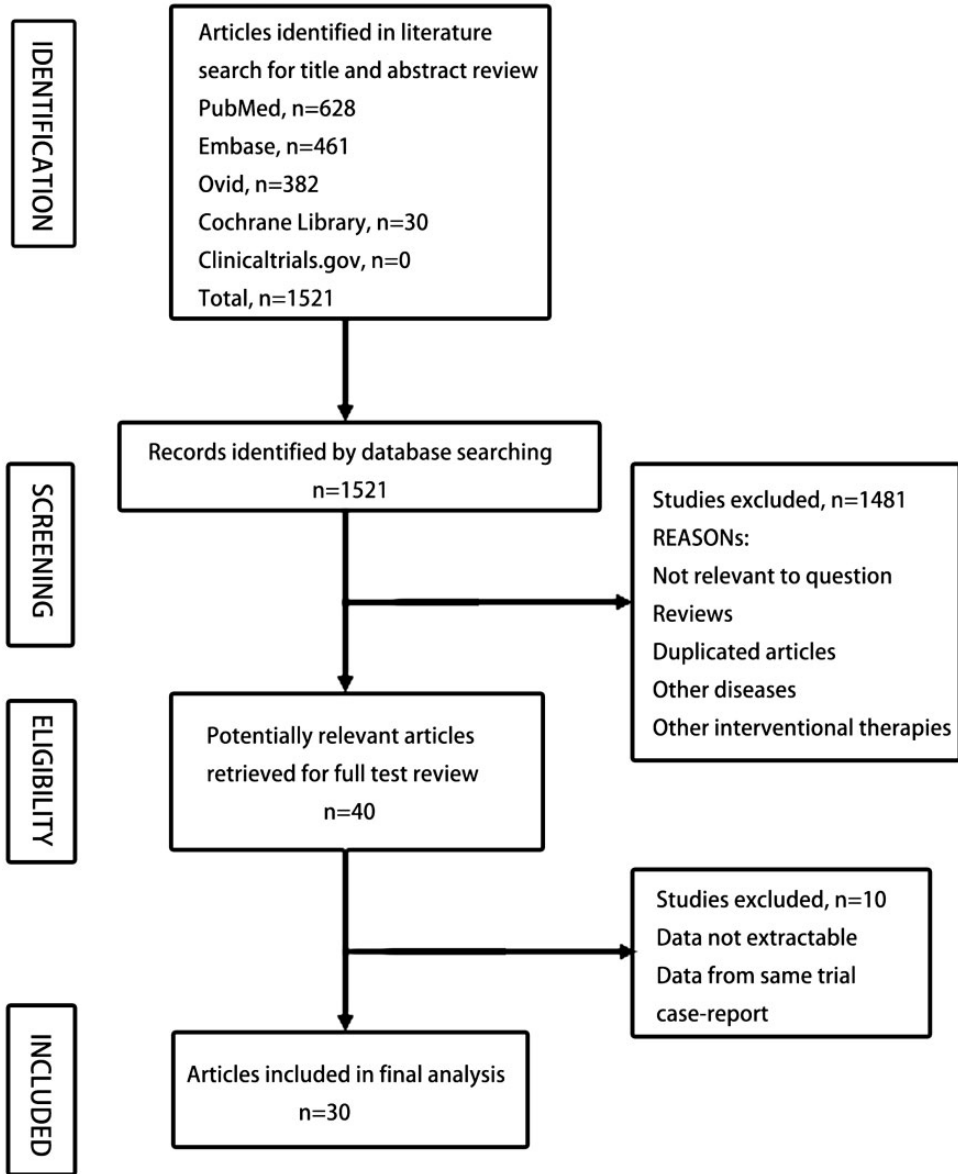 IDENTIFICATION
Articles identified in literature
search for title and abstract review
PubMed, n=628
Embase, n=461
Ovid, n=382
Cochrane Library, n=30
Clinicaltrials.gov, n=0
Total, n=1521
SCREENING
Records identified by database searching
n=1521
Studies excluded, n=1481
REASONs:
Not relevant to question
Reviews
Duplicated articles
Other diseases
Other interventional therapies
ELIGIBILITY
Potentially relevant articles
retrieved for full test review
n=40
Studies excluded, n=10
Data not extractable
Data from same trial
case-report
INCLUDED
Articles included in final analysis
n=30